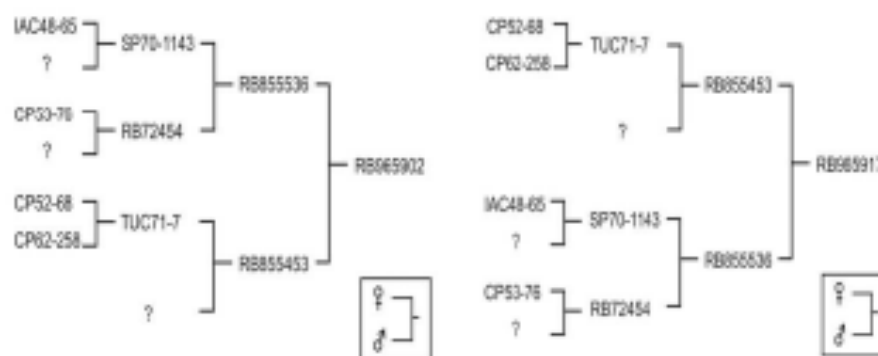 IAC48-65
?
SP70-1143
RB855536
CP53-76
?
RB72454
RB965902
CP52-68
CP62-258
TUC71-7
RB855453
?
♀
♂
CP52-68
CP62-258
TUC71-7
RB855453
?
RB965917
IAC48-65
?
SP70-1143
RB855536
CP53-76
?
RB72454
♀
♂